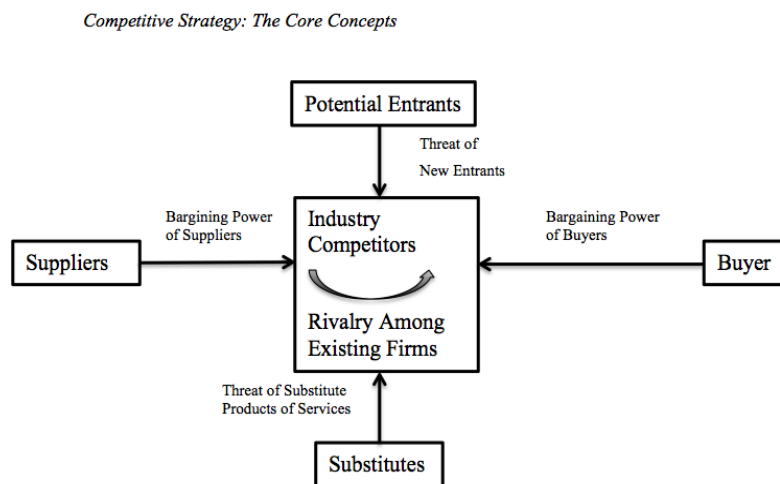 Competitive Strategy: The Core Concepts
Potential Entrants
Threat of
New Entrants
Bargining Power
of Suppliers
Industry
Competitors
Bargaining Power
of Buyers
Suppliers
Buyer
Rivalry Among
Existing Firms
Threat of Substitute
Products of Services
Substitutes